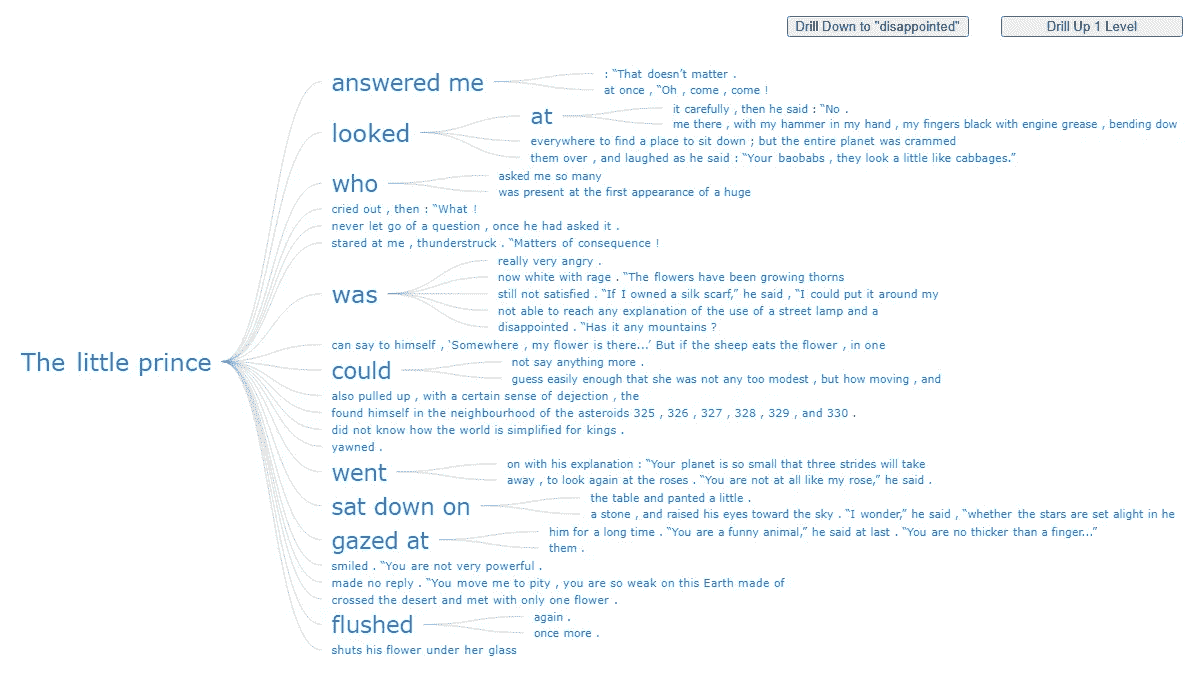 Drill Down to "disappointed"
Drill Up 1 Level
The little prince
answered me
: “That doesn’t matter .
at once , “Oh , come , come !
looked
at
it carefully , then he said : “No .
me there , with my hammer in my hand , my fingers black with engine grease , bending dow
everywhere to find a place to sit down ; but the entire planet was crammed
them over , and laughed as he said : “Your baobabs , they look a little like cabbages.”
who
asked me so many
was present at the first appearance of a huge
cried out , then : “What !
never let go of a question , once he had asked it .
stared at me , thunderstruck . “Matters of consequence !
was
really very angry .
now white with rage . “The flowers have been growing thorns
still not satisfied . “If I owned a silk scarf,” he said , “I could put it around my
not able to reach any explanation of the use of a street lamp and a
disappointed . “Has it any mountains ?
can say to himself , ‘Somewhere , my flower is there...’ But if the sheep eats the flower , in one
could
not say anything more .
guess easily enough that she was not any too modest , but how moving , and
also pulled up , with a certain sense of dejection , the
found himself in the neighbourhood of the asteroids 325 , 326 , 327 , 328 , 329 , and 330 .
did not know how the world is simplified for kings .
yawned .
went
on with his explanation : “Your planet is so small that three strides will take
away , to look again at the roses . “You are not at all like my rose,” he said .
sat down on
the table and panted a little .
a stone , and raised his eyes toward the sky . “I wonder,” he said , “whether the stars are set alight in he
gazed at
him for a long time . “You are a funny animal,” he said at last . “You are no thicker than a finger...”
them .
smiled . “You are not very powerful .
made no reply . “You move me to pity , you are so weak on this Earth made of
crossed the desert and met with only one flower .
flushed
again .
once more .
shuts his flower under her glass